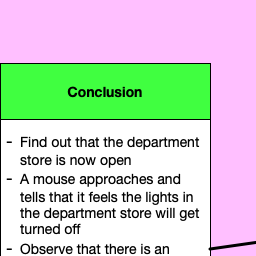 Conclusion
- Find out that the department
store is now open
- A mouse approaches and
tells that it feels the lights in
the department store will get
turned off
- Observe that there is an